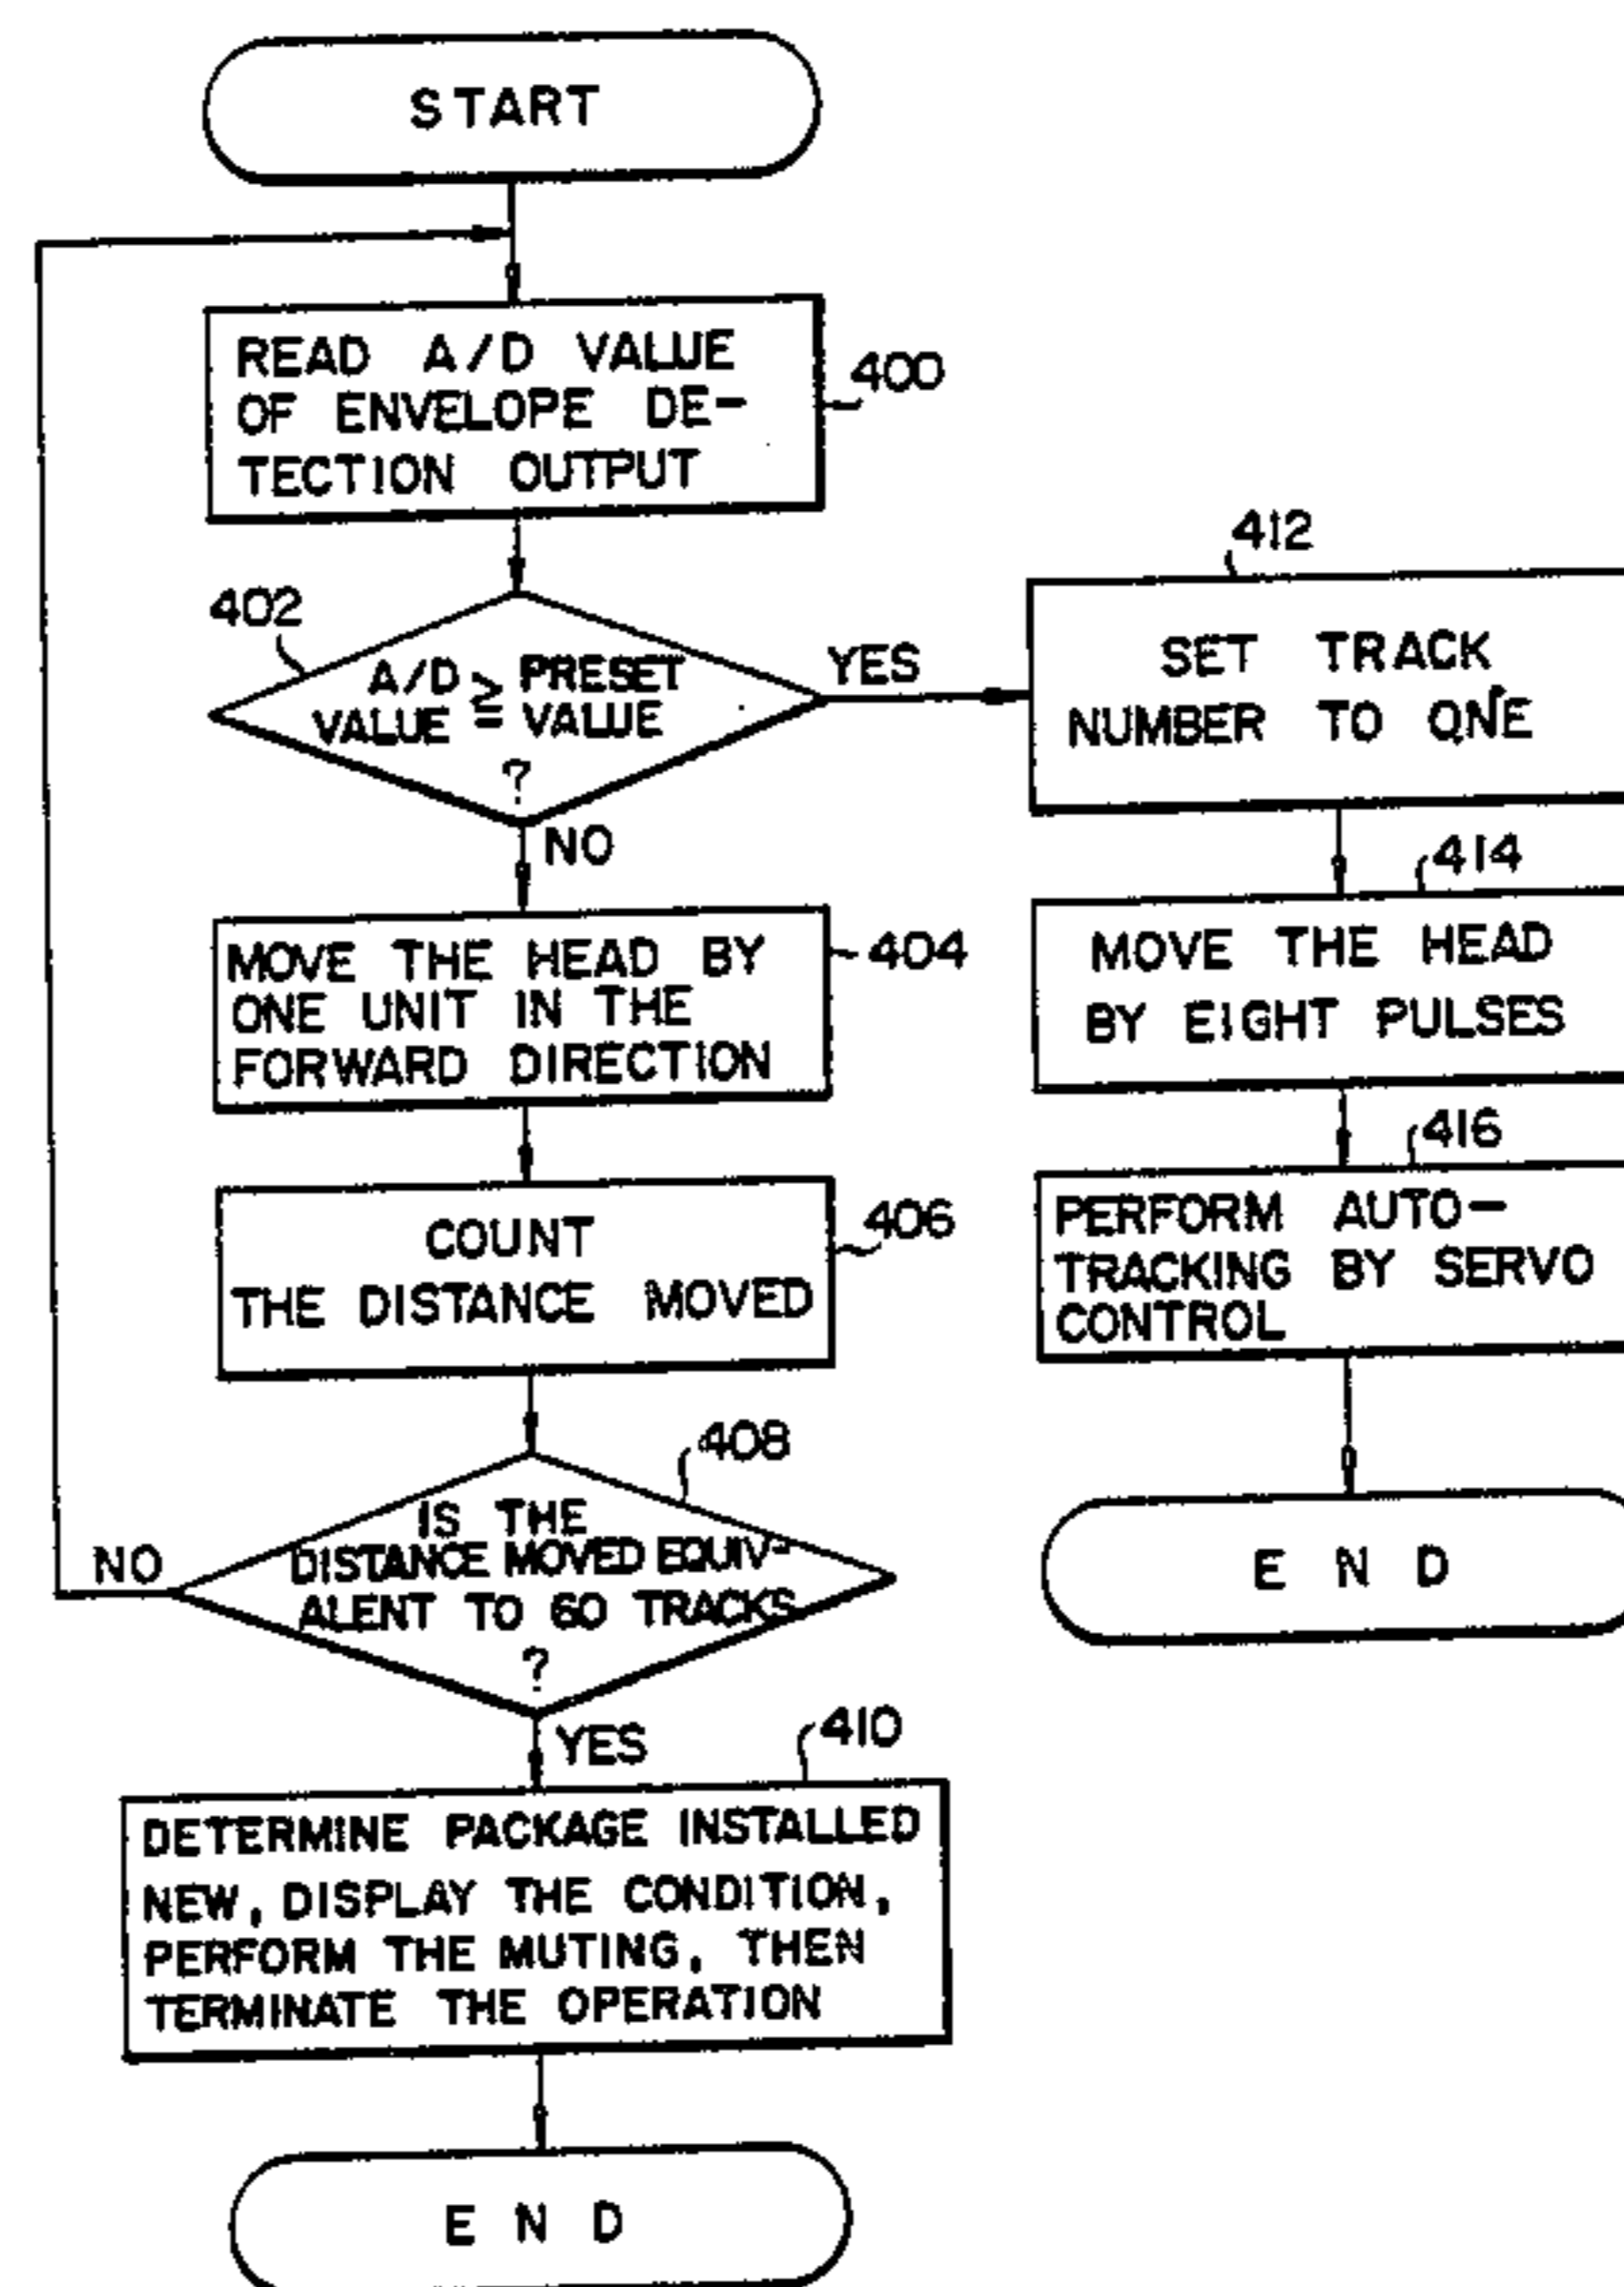 START
READ A/D VALUE
OF ENVELOPE DE-
TECTION OUTPUT
400
402
A/D ≧ PRESET
VALUE VALUE
?
YES
NO
MOVE THE HEAD BY
ONE UNIT IN THE
FORWARD DIRECTION
404
COUNT
THE DISTANCE MOVED
406
408
IS THE
DISTANCE MOVED EQUIV-
ALENT TO 60 TRACKS
?
NO
YES
410
DETERMINE PACKAGE INSTALLED
NEW, DISPLAY THE CONDITION,
PERFORM THE MUTING, THEN
TERMINATE THE OPERATION
END
412
SET TRACK
NUMBER TO ONE
414
MOVE THE HEAD
BY EIGHT PULSES
416
PERFORM AUTO-
TRACKING BY SERVO
CONTROL
END